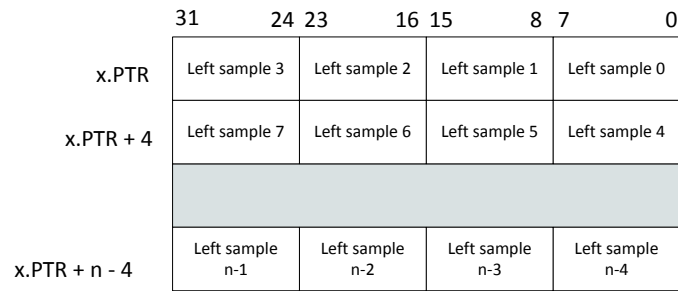 31 24 23 16 15 8 7 0
x.PTR Left sample 3 Left sample 2 Left sample 1 Left sample 0
x.PTR + 4 Left sample 7 Left sample 6 Left sample 5 Left sample 4
Left sample Left sample Left sample Left sample
x.PTR + n - 4 n-1 n-2 n-3 n-4